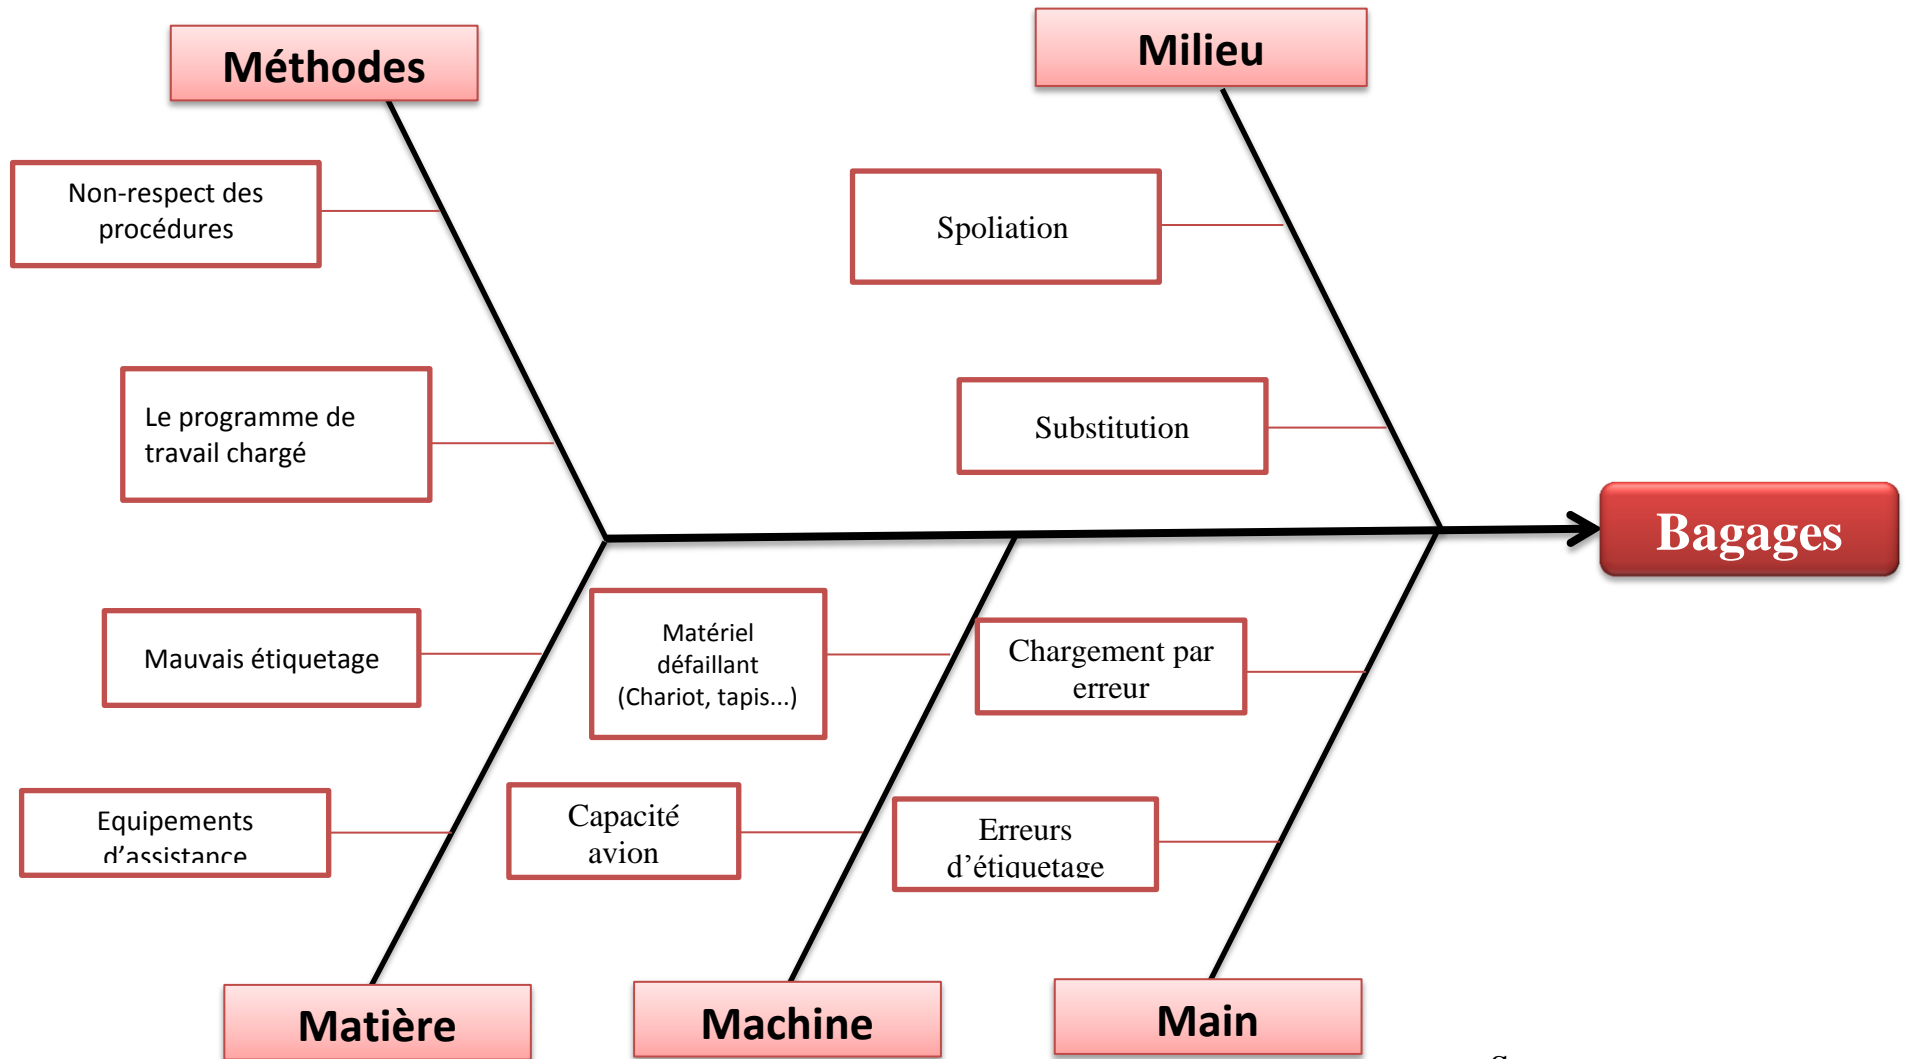 Méthodes
Milieu
Non-respect des
procédures
Spoliation
Le programme de
travail chargé
Substitution
Bagages
Mauvais étiquetage
Matériel
défaillant
(Chariot, tapis...)
Chargement par
erreur
Equipements
d’assistance
Capacité
avion
Erreurs
d’étiquetage
Matière
Machine
Main